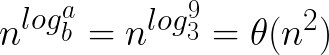 n^{log_b^a} = n^{log_3^9} = θ(n^2)